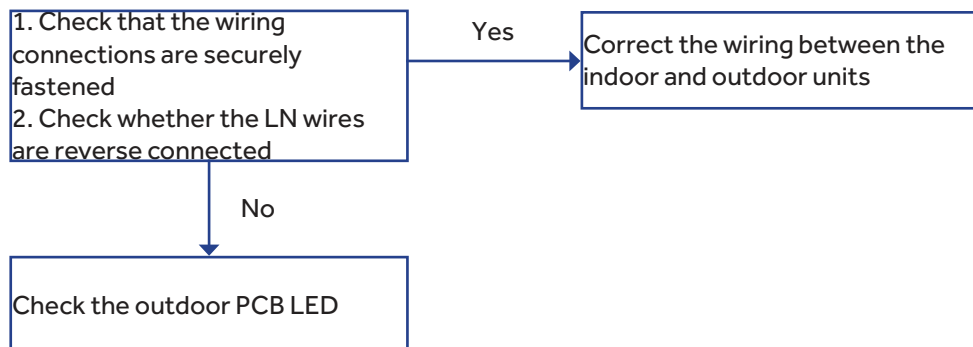 1. Check that the wiring
connections are securely
fastened
2. Check whether the LN wires
are reverse connected
Yes
Correct the wiring between the
indoor and outdoor units
No
Check the outdoor PCB LED